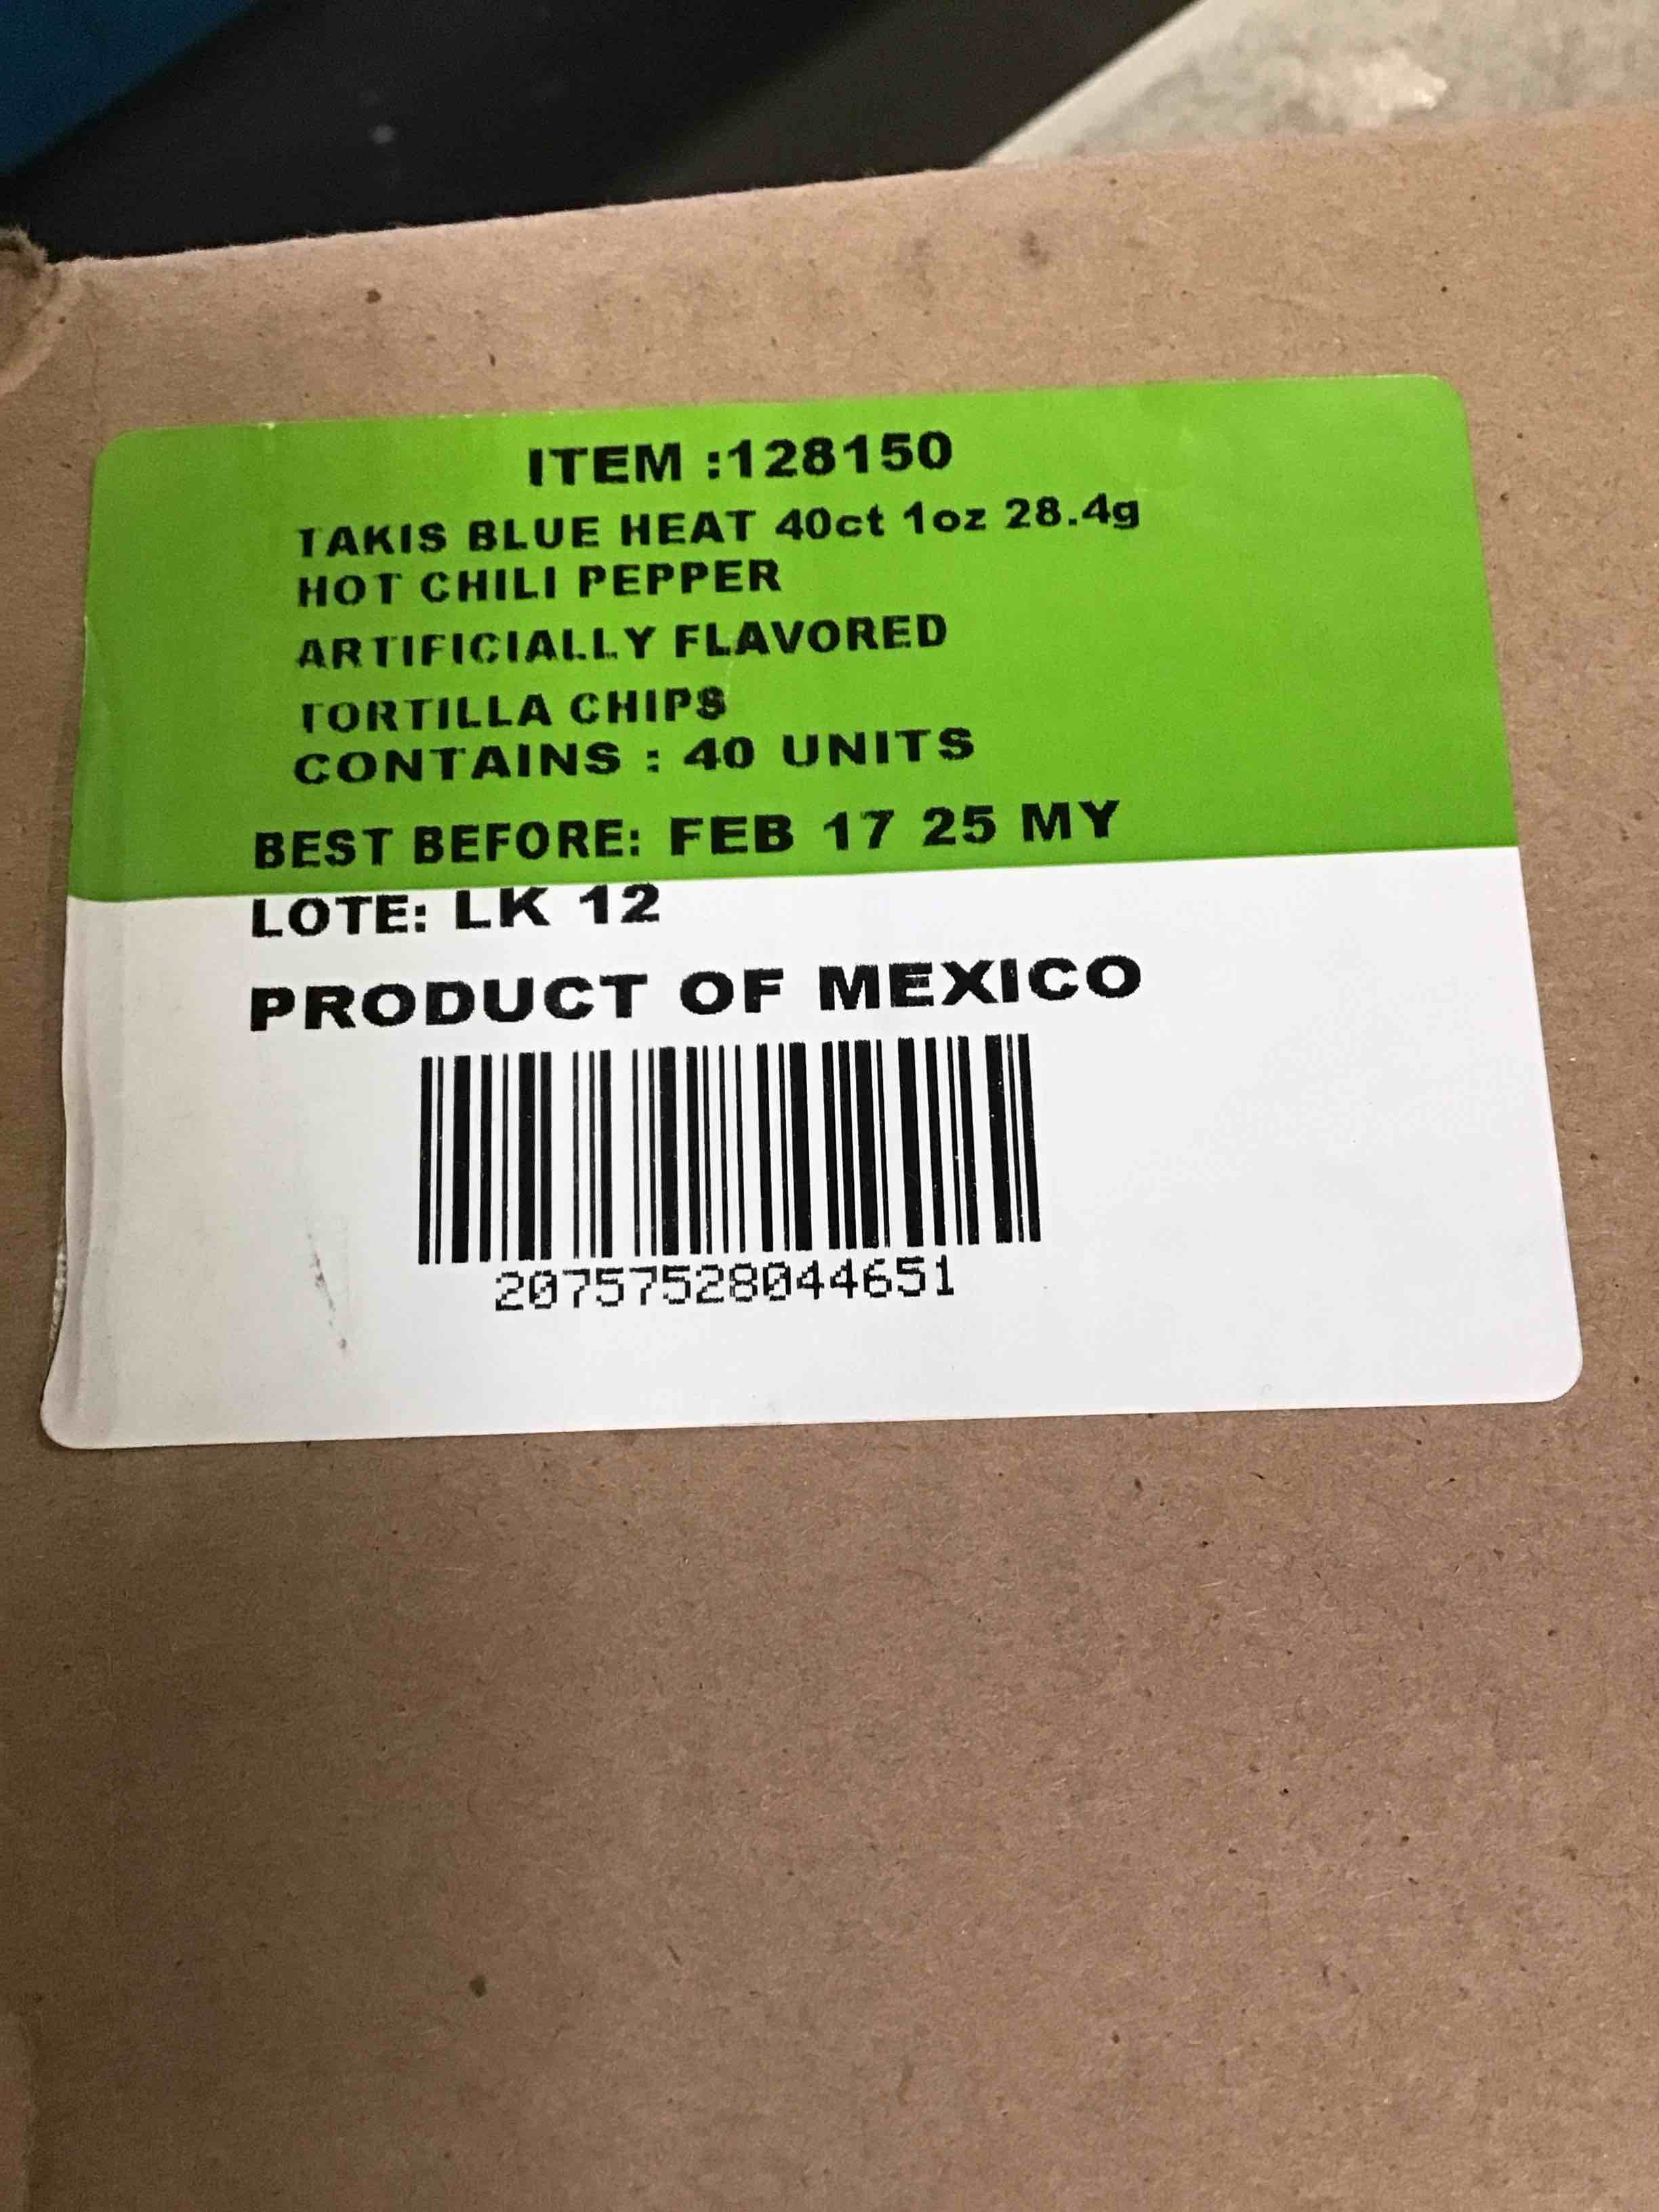 ITEM :128150
TAKIS BLUE HEAT 40ct 1oz 28.4g
HOT CHILI PEPPER
ARTIFICIALLY FLAVORED
TORTILLA CHIPS
CONTAINS : 40 UNITS
BEST BEFORE: FEB 17 25 MY
LOTE: LK 12
PRODUCT OF MEXICO
20757528044651